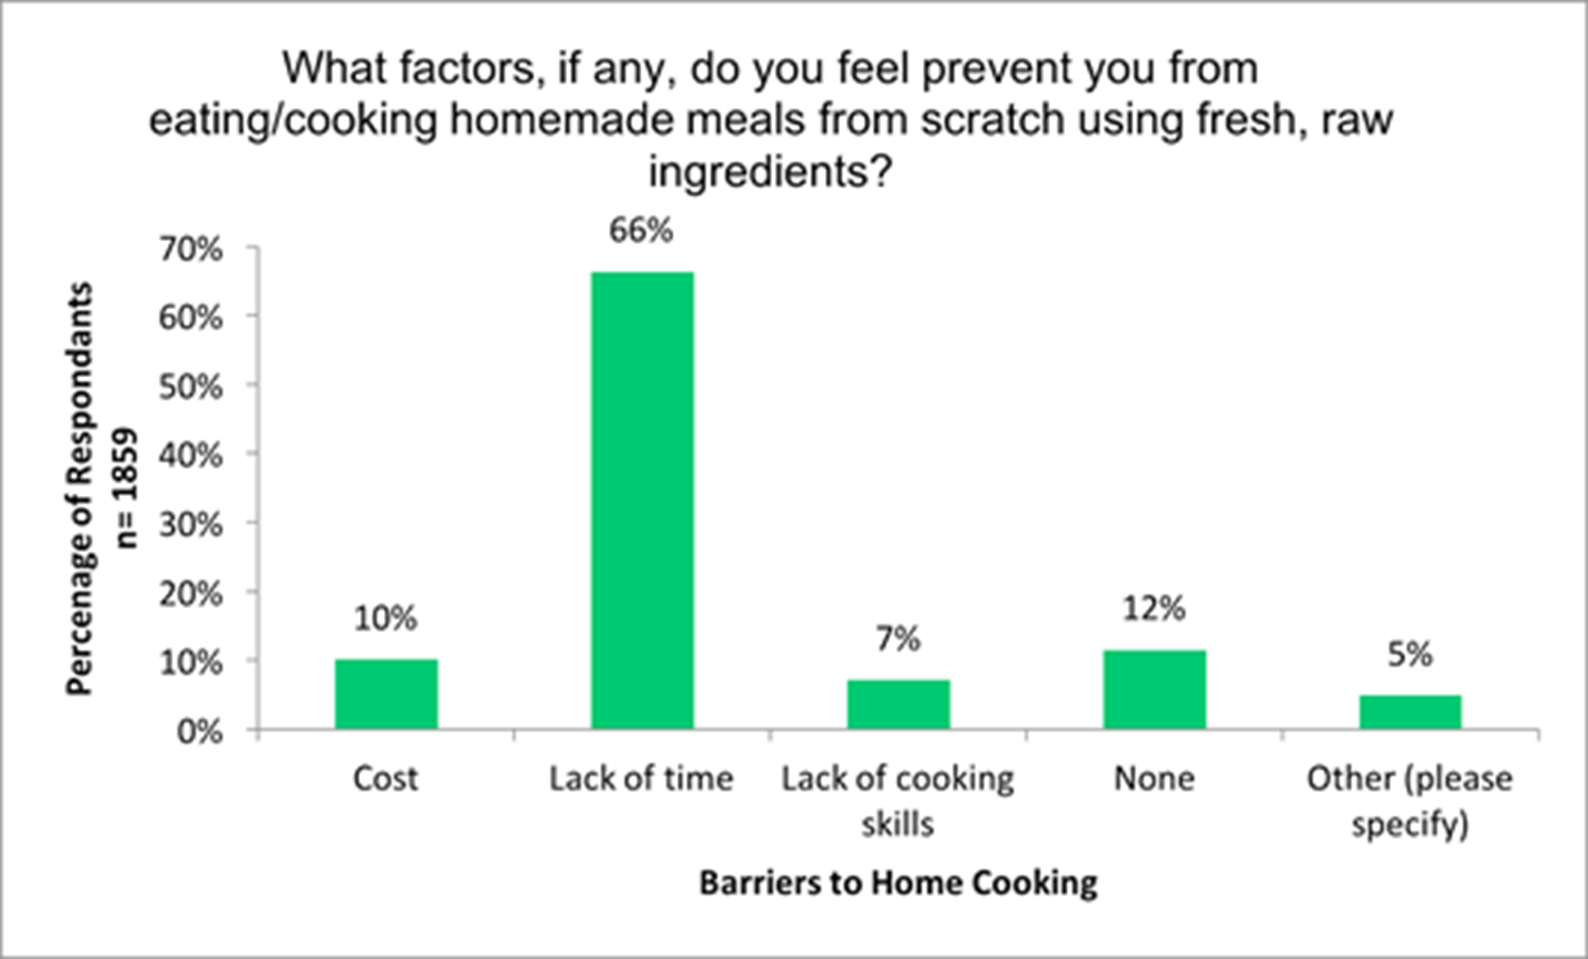 What factors, if any, do you feel prevent you from
eating/cooking homemade meals from scratch using fresh, raw
ingredients?
Percenage of Respondants
n= 1859
70%
60%
50%
40%
30%
20%
10%
0%
10%
66%
7%
12%
5%
Cost
Lack of time
Lack of cooking
skills
None
Other (please
specify)
Barriers to Home Cooking